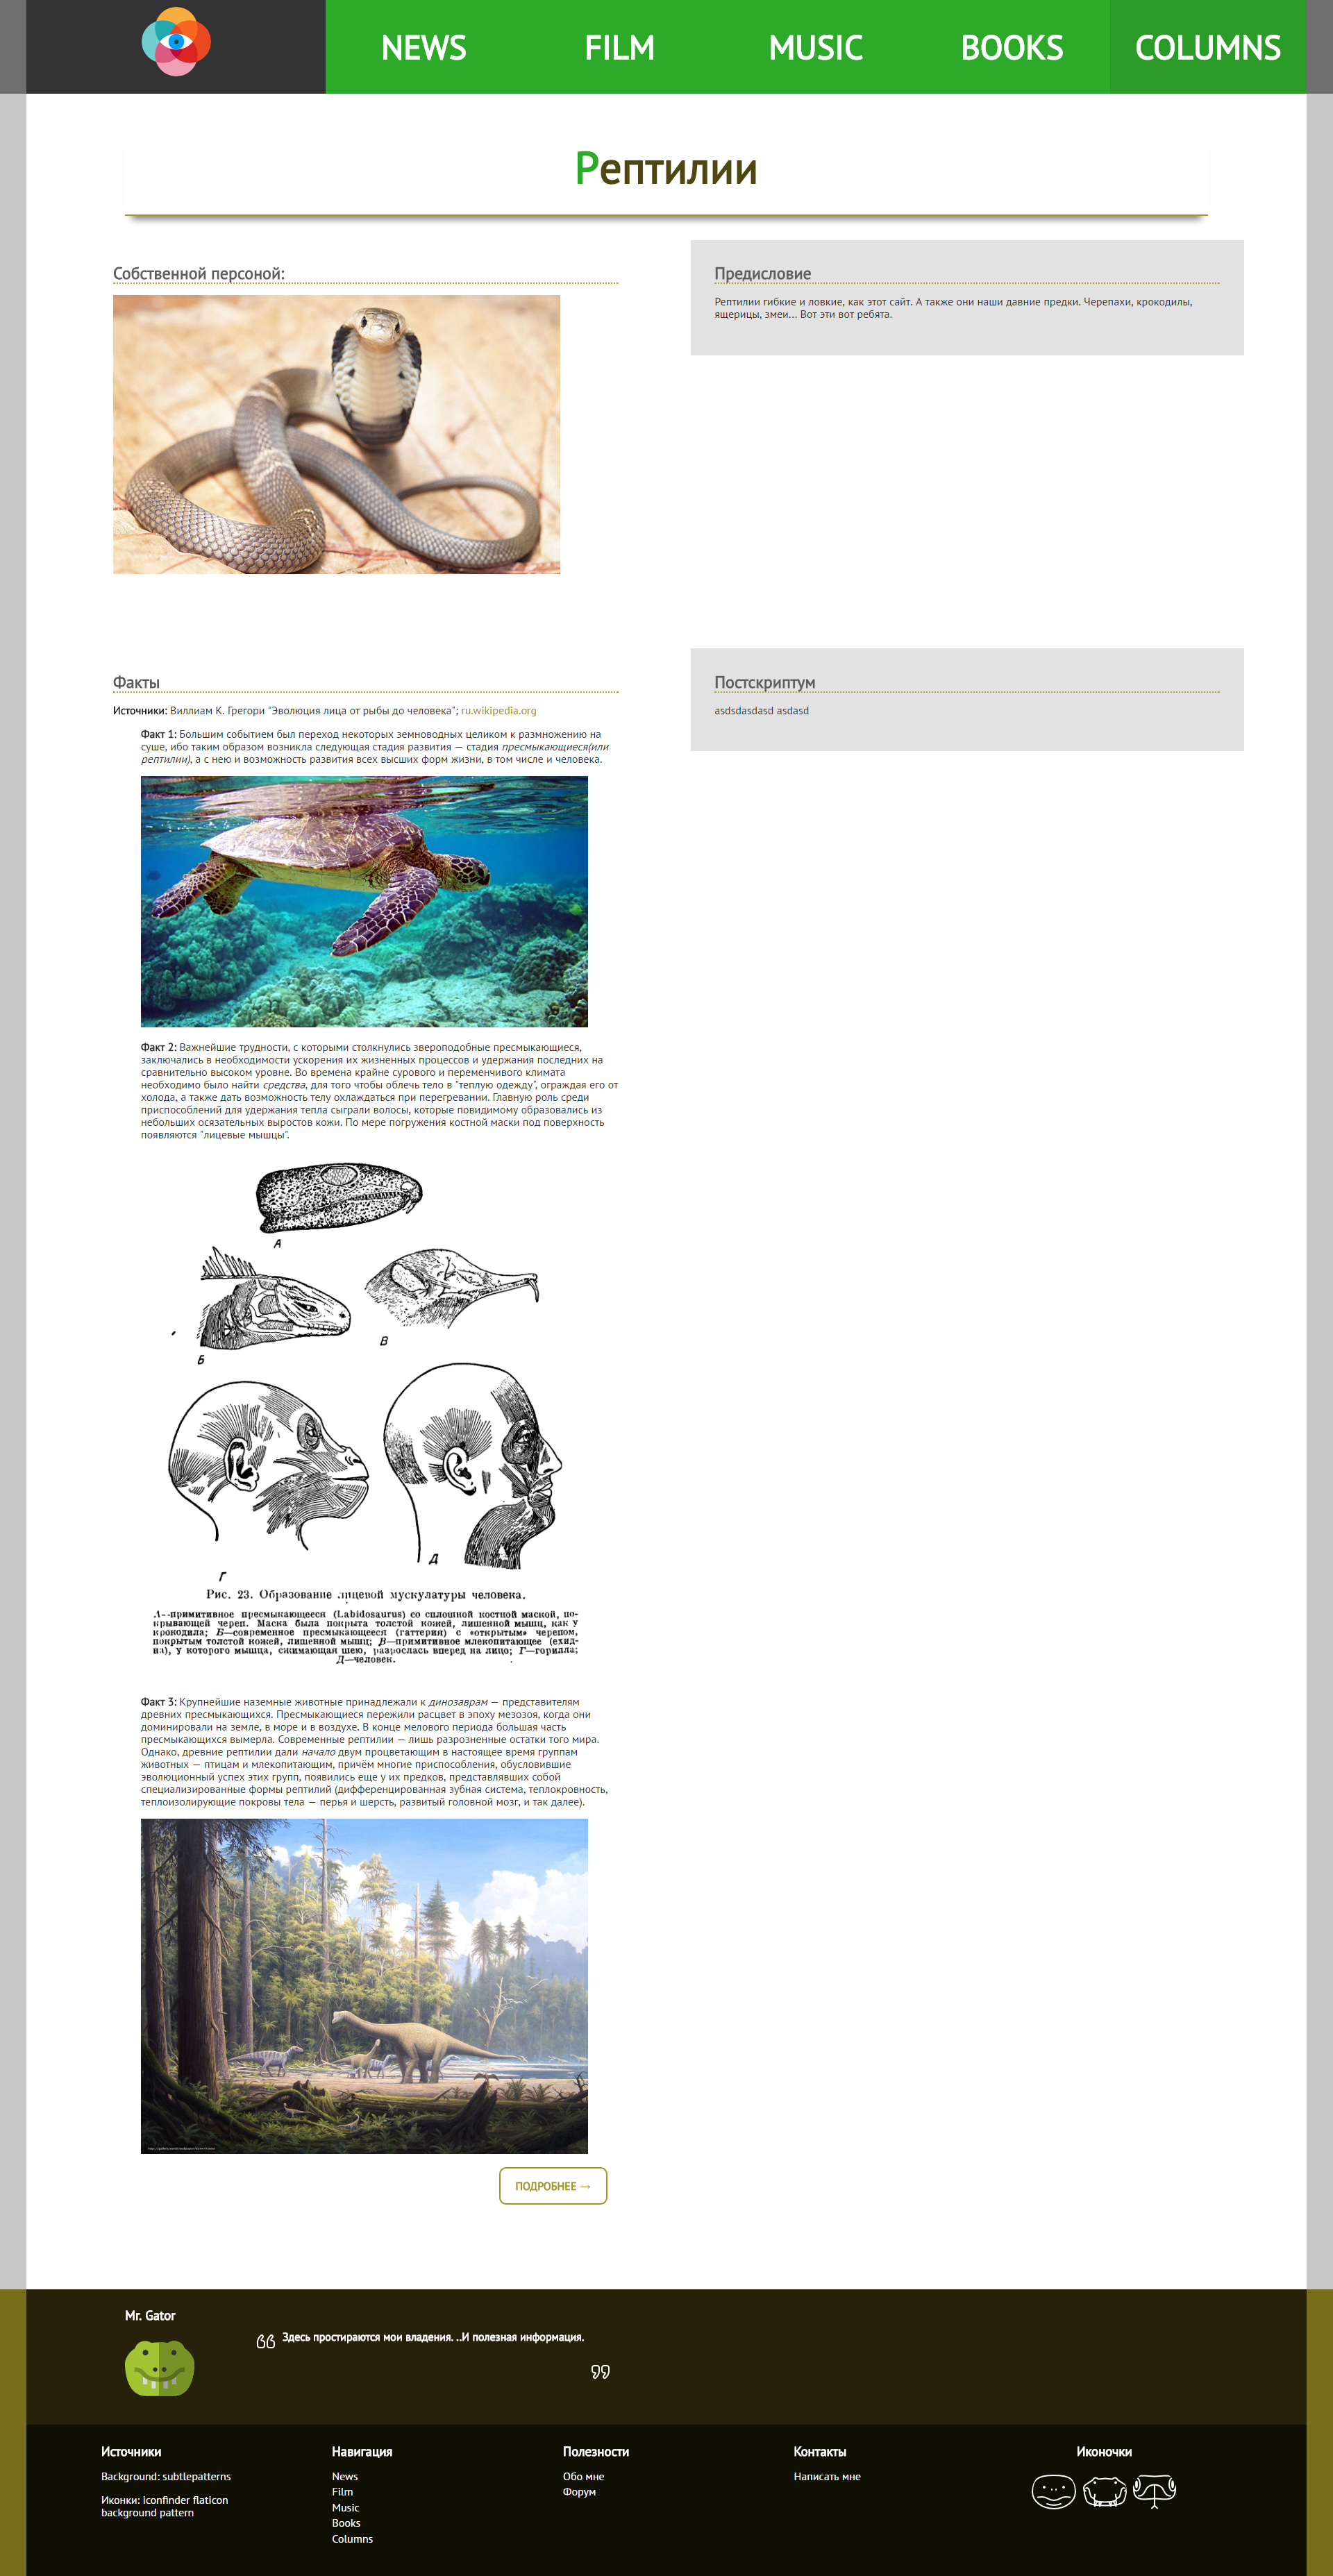 NEWS FILM MUSIC BOOKS COLUMNS
Рептилии
Собственной персоной:
Предисловие
Рептилии гибкие и ловкие, как этот сайт. А также они наши давние предки. Черепахи, крокодилы,
ящерицы, змеи... Вот эти вот ребята.
Факты
Источники: Виллиам К. Грегори "Эволюция лица от рыбы до человека"; ru.wikipedia.org
Факт 1: Большим событием был переход некоторых земноводных целиком к размножению на
суше, ибо таким образом возникла следующая стадия развития — стадия пресмыкающиеся(или
рептилии), а с нею и возможность развития всех высших форм жизни, в том числе и человека.
Факт 2: Важнейшие трудности, с которыми столкнулись звероподобные пресмыкающиеся,
заключались в необходимости ускорения их жизненных процессов и удержания последних на
сравнительно высоком уровне. Во времена крайне сурового и переменчивого климата
необходимо было найти средства, для того чтобы облечь тело в "теплую одежду", ограждая его от
холода, а также дать возможность телу охлаждаться при перегревании. Главную роль среди
приспособлений для удержания тепла сыграли волосы, которые повидимому образовались из
небольших осязательных выростов кожи. По мере погружения костной маски под поверхность
появляются "лицевые мышцы".
А
Б
В
Г
Д
Рис. 23. Образование лицевой мускулатуры человека.
А—примитивное пресмыкающееся (Labidosaurus) со сплошной костной маской, по-
крывающей череп. Маска была покрыта толстой кожей, лишенной мышц, как у
крокодила; Б—современное пресмыкающееся (гаттерия) с «открытым» черепом,
покрытым толстой кожей, лишенной мышц; В—примитивное млекопитающее (ехид-
на), у которого мышца, сжимающая шею, разрослась вперед на лицо; Г—горилла;
Д—человек.
Факт 3: Крупнейшие наземные животные принадлежали к динозаврам — представителям
древних пресмыкающихся. Пресмыкающиеся пережили расцвет в эпоху мезозоя, когда они
доминировали на земле, в море и в воздухе. В конце мелового периода большая часть
пресмыкающихся вымерла. Современные рептилии — лишь разрозненные остатки того мира.
Однако, древние рептилии дали начало двум процветающим в настоящее время группам
животных — птицам и млекопитающим, причём многие приспособления, обусловившие
эволюционный успех этих групп, появились еще у их предков, представлявших собой
специализированные формы рептилий (дифференцированная зубная система, теплокровность,
теплоизолирующие покровы тела — перья и шерсть, развитый головной мозг, и так далее).
ПОДРОБНЕЕ →
Постскриптум
asdsdasdasd asdasd
Mr. Gator
Здесь простираются мои владения. ..И полезная информация.
Источники
Background: subtlepatterns
Иконки: iconfinder flaticon
background pattern
Навигация
News
Film
Music
Books
Columns
Полезности
Обо мне
Форум
Контакты
Написать мне
Иконочки